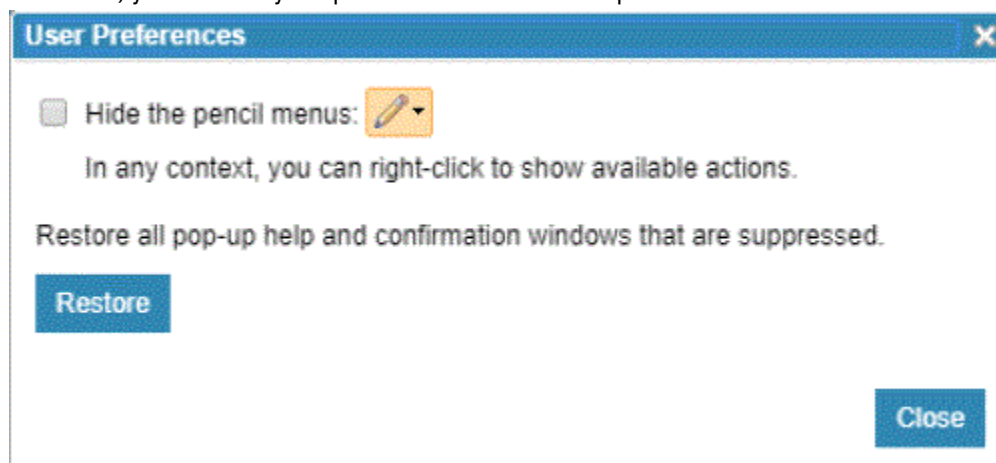 User Preferences
Hide the pencil menus:
In any context, you can right-click to show available actions.
Restore all pop-up help and confirmation windows that are suppressed.
Restore
Close